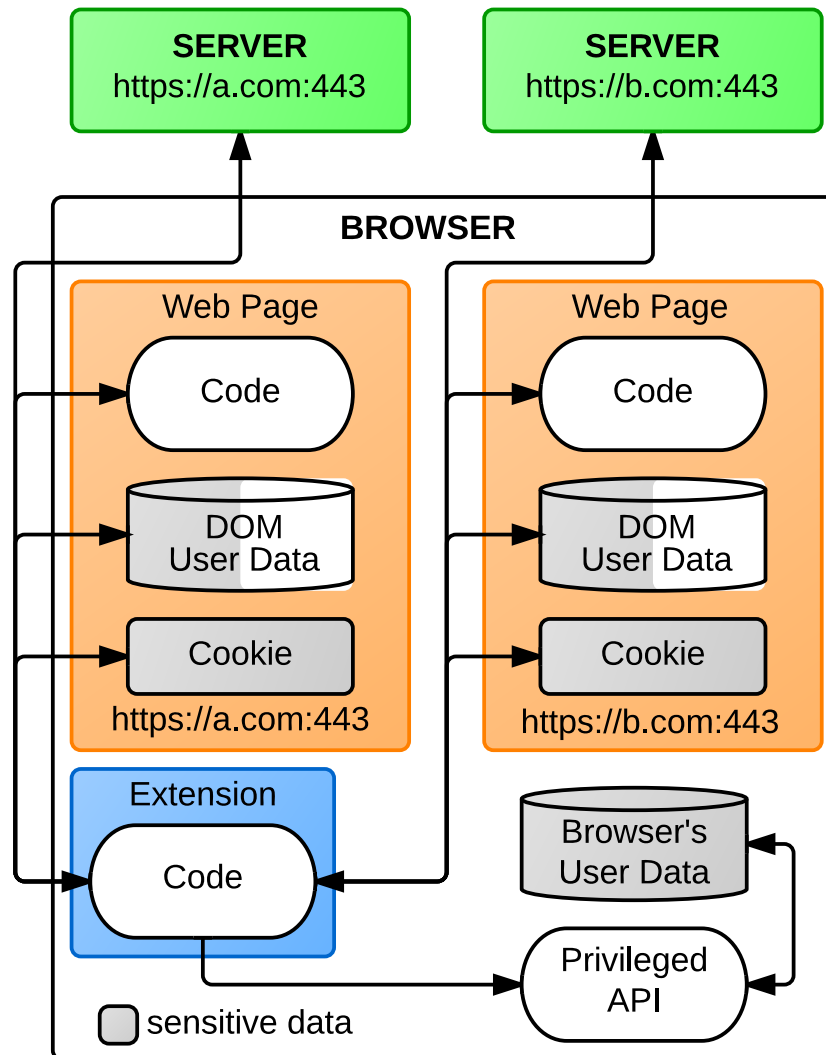 SERVER
https://a.com:443
SERVER
https://b.com:443
BROWSER
Web Page
Code
DOM
User Data
Cookie
https://a.com:443
Web Page
Code
DOM
User Data
Cookie
https://b.com:443
Extension
Code
Browser's
User Data
Privileged
API
sensitive data